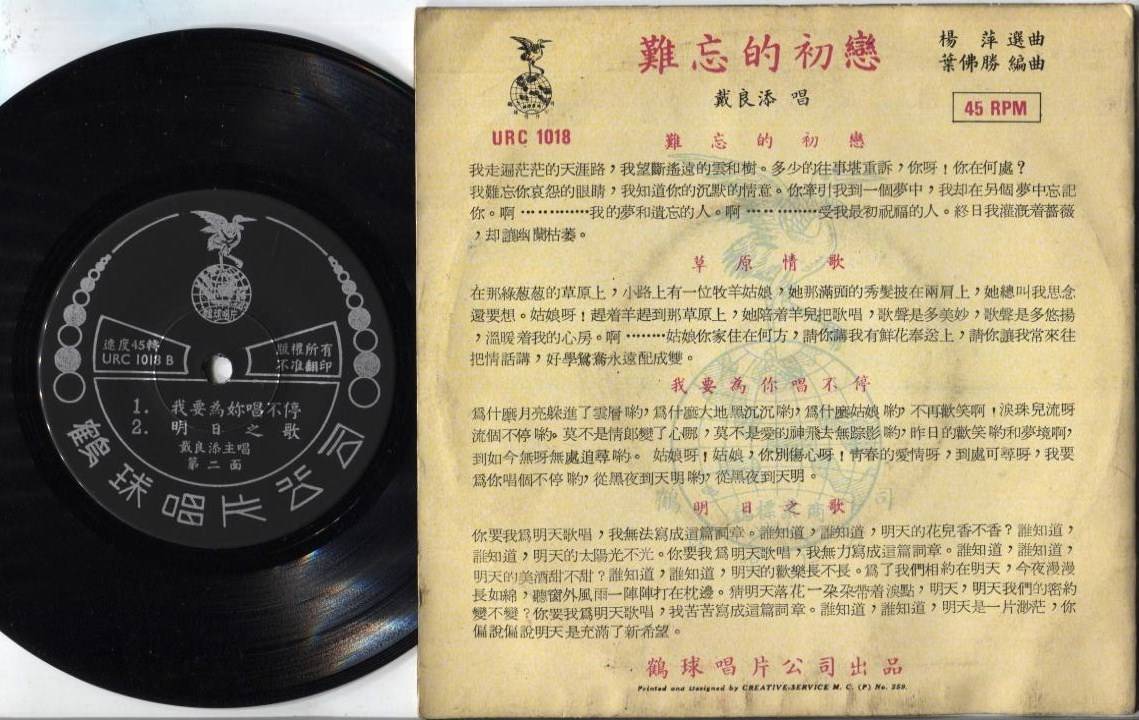 速度45轉
URC 1018 B
版權所有
不准翻印
1. 我要為妳唱不停
2. 明日之歌
戴良添主唱
第二面
鶴球唱片公司
難忘的初戀
楊萍選曲
葉佛勝編曲
戴良添 唱
45 RPM
URC 1018
難忘的初戀
我走遍茫茫的天涯路，我望斷遙遠的雲和樹。多少的往事堪重訴，你呀！你在何處？
我難忘你哀怨的眼睛，我知道你的沉默的情意。你牽引我到一個夢中，我却在另個夢中忘記
你。啊…………我的夢和遺忘的人。啊…………受我最初祝福的人。終日我灌漑着薔薇
，却讓幽蘭枯萎。
草原情歌
在那綠葱葱的草原上，小路上有一位牧羊姑娘，她那滿頭的秀髮披在兩肩上，她總叫我思念
還要想。姑娘呀！趕着羊趕到那草原上，她陪着羊兒把歌唱，歌聲是多美妙，歌聲是多悠揚
，溫暖着我的心房。啊………姑娘你家住在何方，請你講我有鮮花奉送上，請你讓我常來往
把情話講，好學鴛鴦永遠配成雙。
我要為你唱不停
爲什麼月亮躲進了雲層喲，爲什麼大地黑沉沉喲，爲什麼姑娘喲，不再歡笑啊！淚珠兒流呀
流個不停喲。莫不是情郎變了心哪，莫不是愛的神飛去無踪影喲，昨日的歡笑喲和夢境啊，
到如今無呀無處追尋喲。 姑娘呀！姑娘，你別傷心呀！青春的愛情呀，到處可尋呀，我要
爲你唱個不停喲，從黑夜到天明喲，從黑夜到天明。
明日之歌
你要我爲明天歌唱，我無法寫成這篇詞章。誰知道，誰知道，明天的花兒香不香？誰知道，
誰知道，明天的太陽光不光。你要我爲明天歌唱，我無力寫成這篇詞章。誰知道，誰知道，
明天的美酒甜不甜？誰知道，誰知道，明天的歡樂長不長。爲了我們相約在明天，今夜漫漫
長如綿，聽窗外風雨一陣陣打在枕邊。猜明天落花一朶朶帶着淚點，明天，明天我們的密約
變不變？你要我爲明天歌唱，我苦苦寫成這篇詞章。誰知道，誰知道，明天是一片渺茫，你
偏說偏說明天是充滿了新希望。
鶴球唱片公司出品
Printed and Designed by CREATIVE-SERVICE M. C. (P) No. 259.